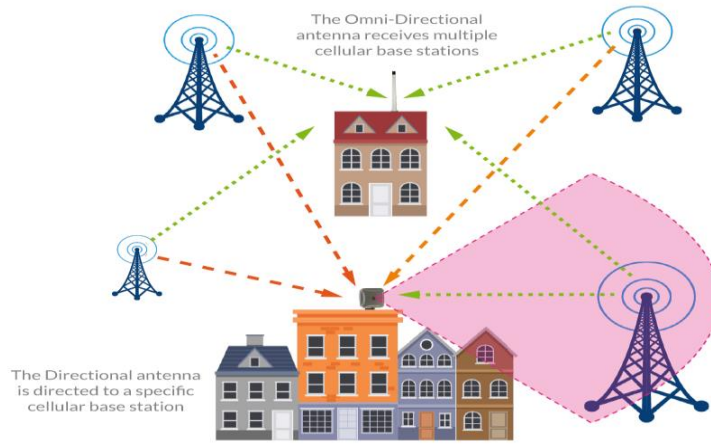 The Omni-Directional
antenna receives multiple
cellular base stations
The Directional antenna
is directed to a specific
cellular base station